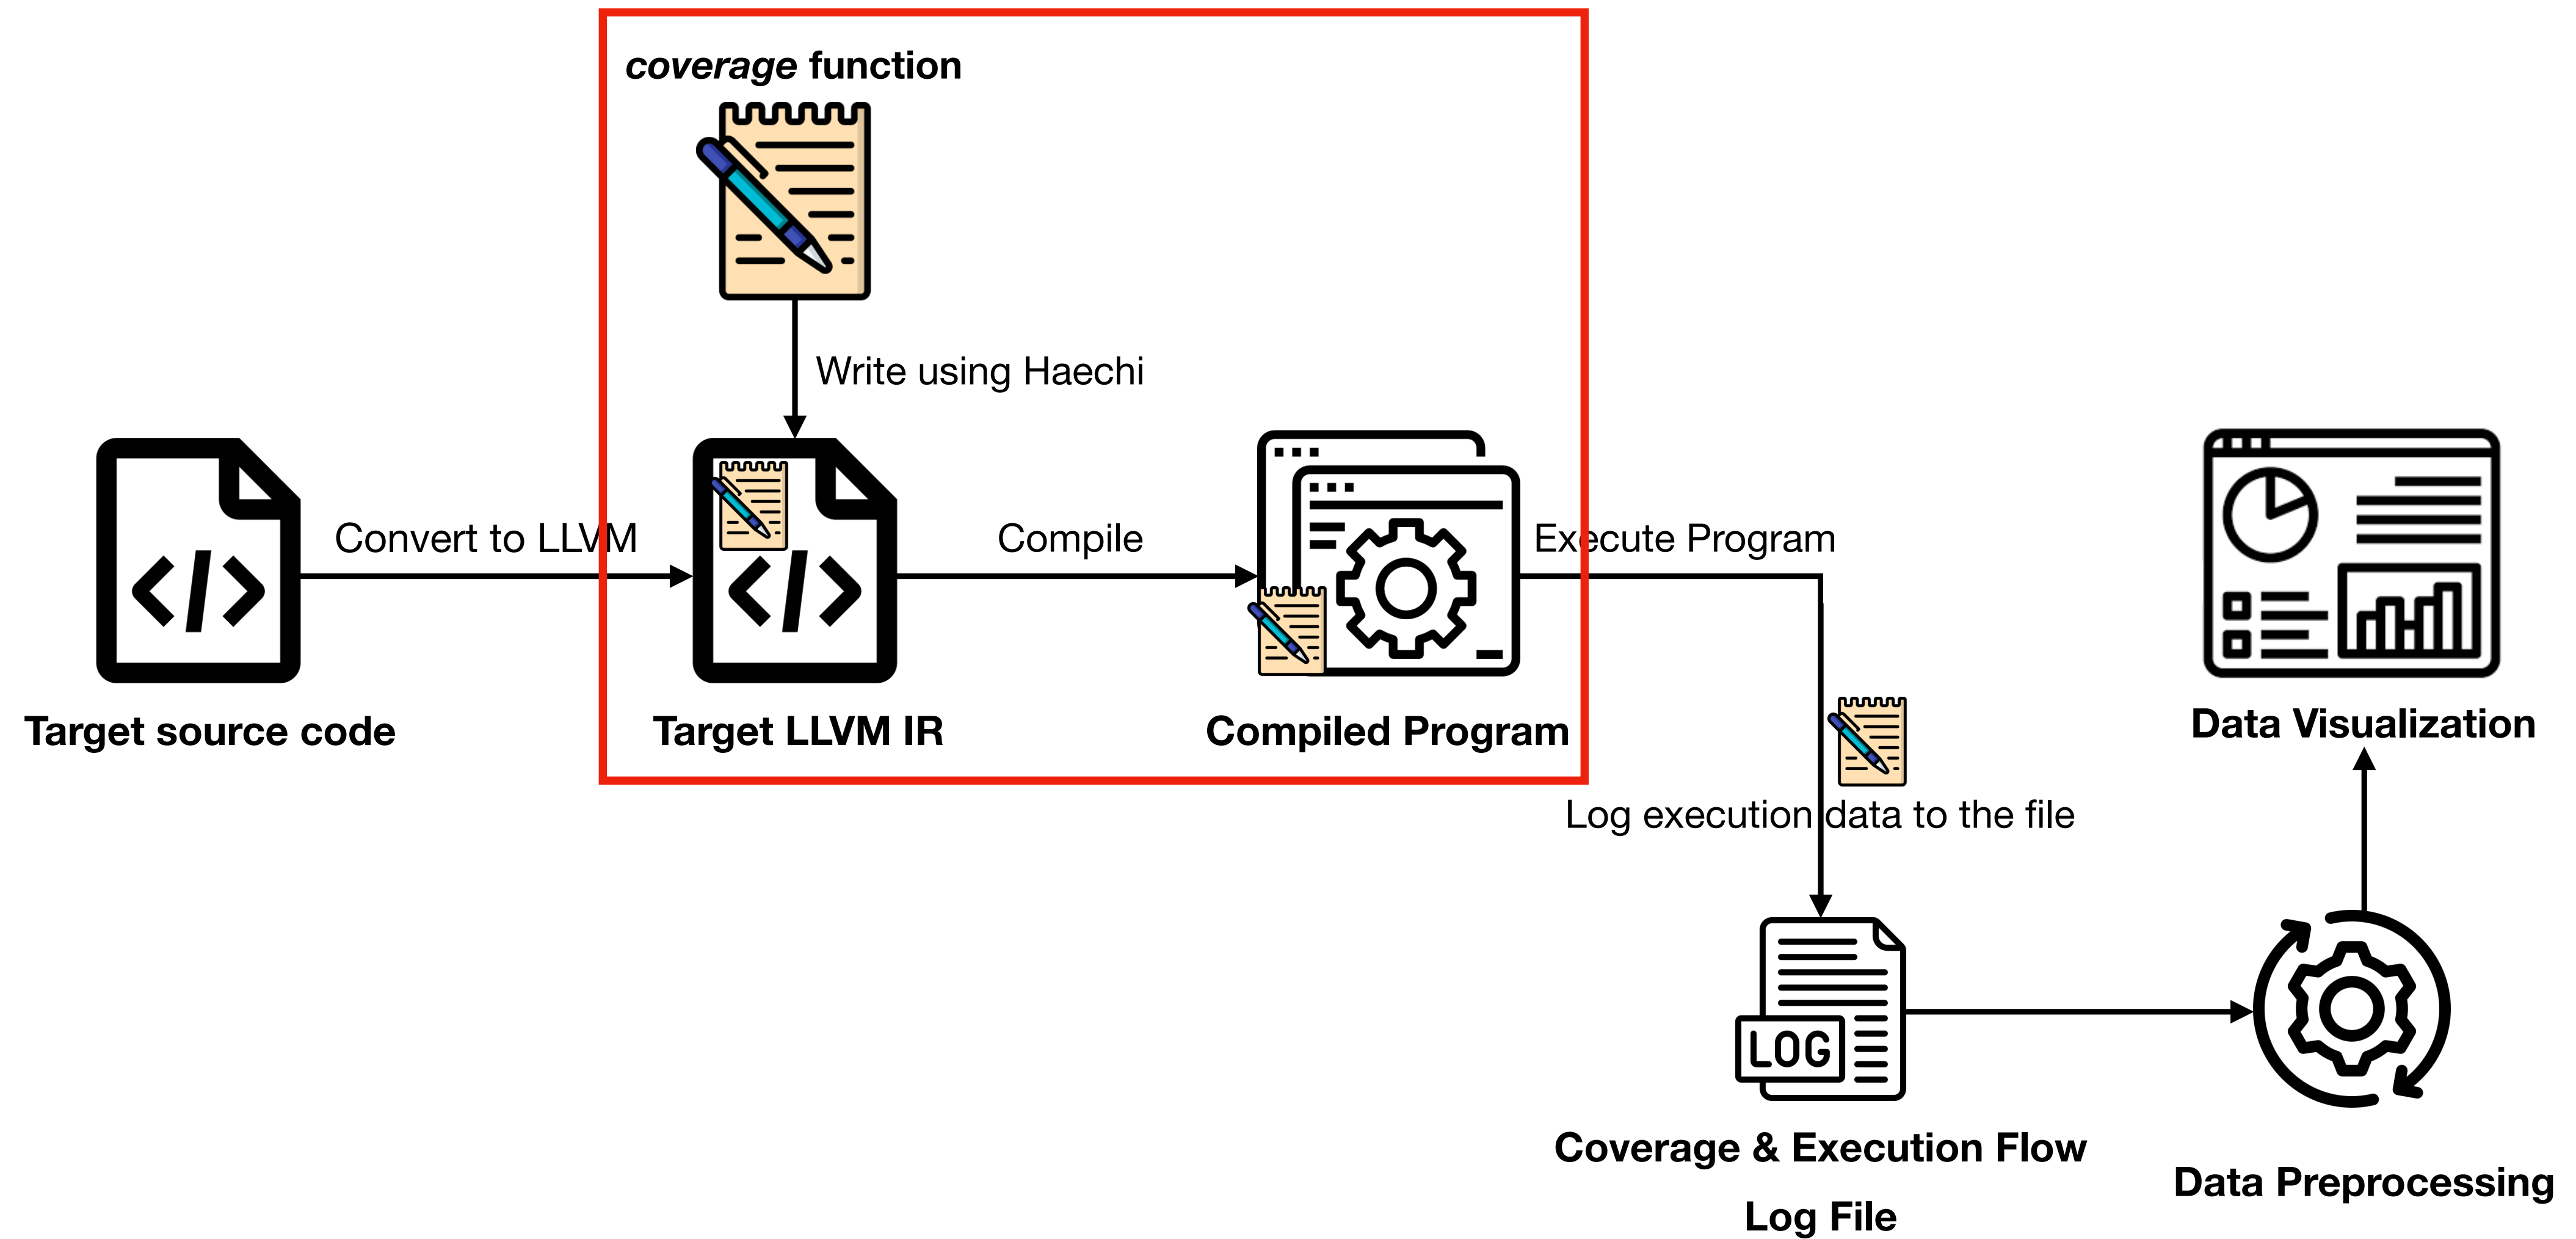 coverage function
Write using Haechi
Convert to LLVM
Compile
Execute Program
Target source code
Target LLVM IR
Compiled Program
Data Visualization
Log execution data to the file
LOG
Coverage & Execution Flow
Log File
Data Preprocessing